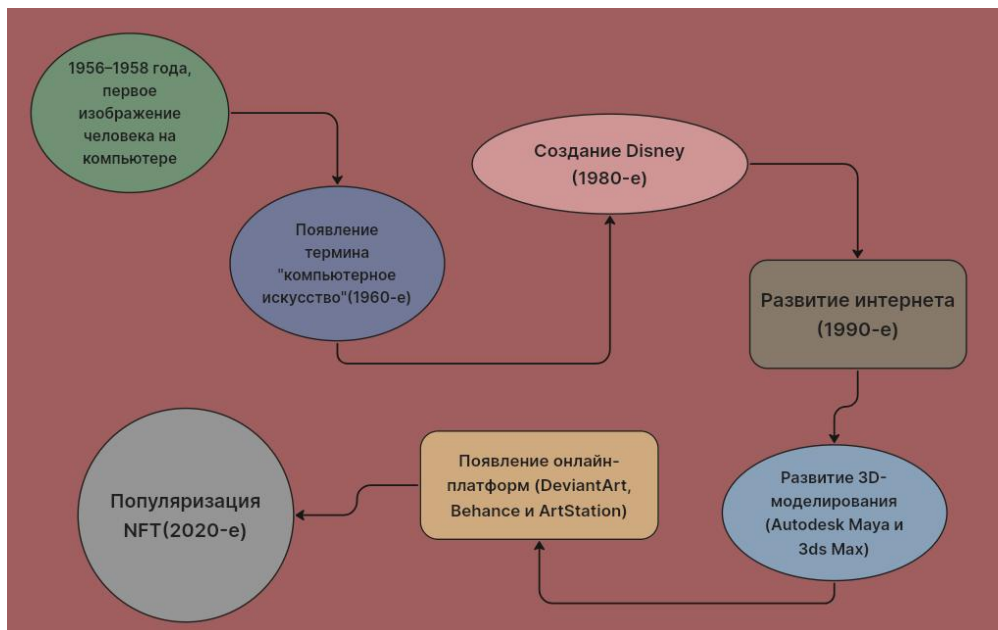 1956–1958 года,
первое
изображение
человека на
компьютере
Появление
термина
"компьютерное
искусство"(1960-е)
Создание Disney
(1980-е)
Развитие интернета
(1990-е)
Развитие 3D-
моделирования
(Autodesk Maya и
3ds Max)
Появление онлайн-
платформ (DeviantArt,
Behance и ArtStation)
Популяризация
NFT(2020-е)